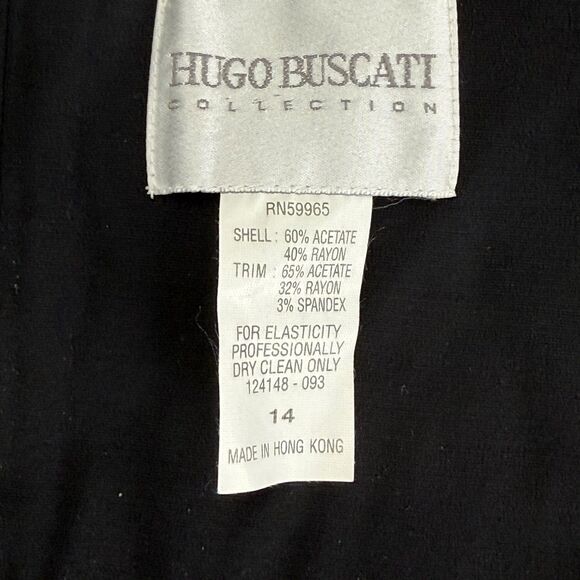 HUGO BUSCATI
COLLECTION
RN59965
SHELL: 60% ACETATE
40% RAYON
TRIM: 65% ACETATE
32% RAYON
3% SPANDEX
FOR ELASTICITY
PROFESSIONALLY
DRY CLEAN ONLY
124148 - 093
14
MADE IN HONG KONG